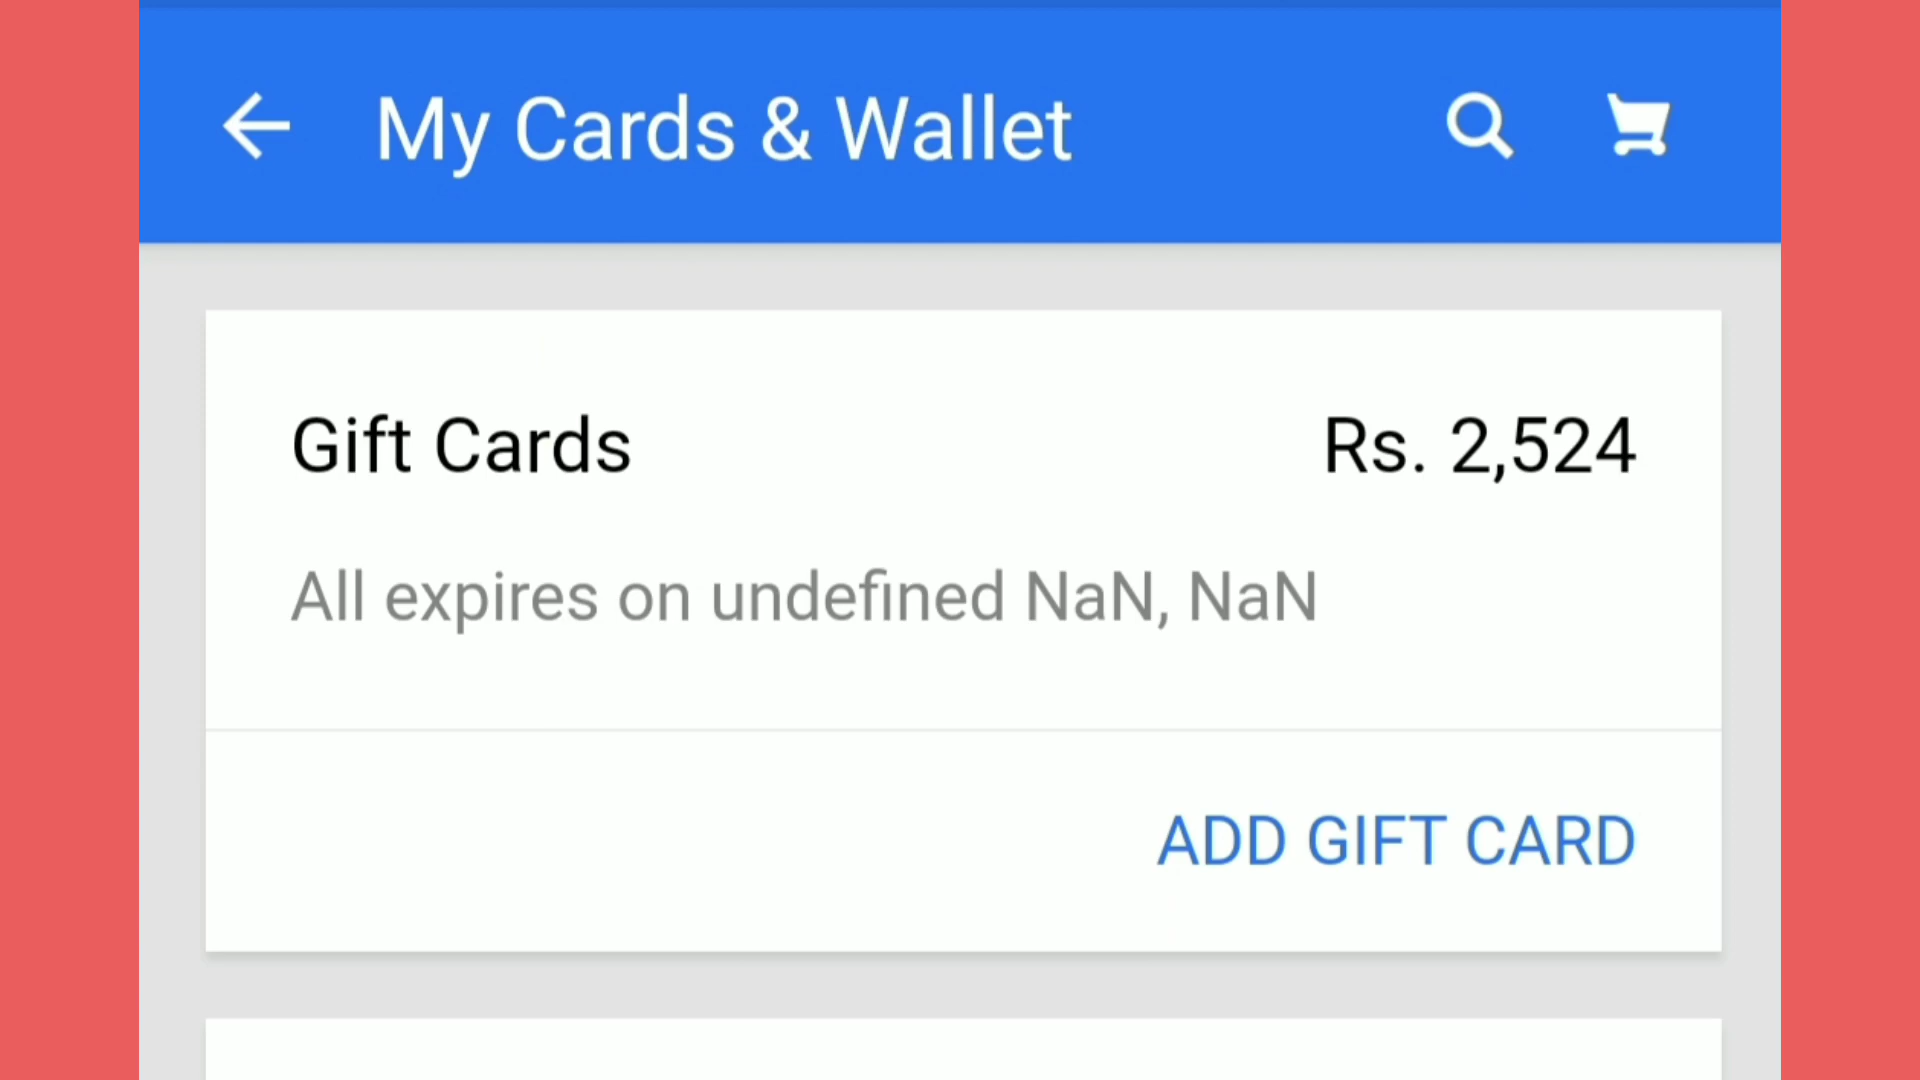 My Cards & Wallet
Gift Cards Rs. 2,524
All expires on undefined NaN, NaN
ADD GIFT CARD